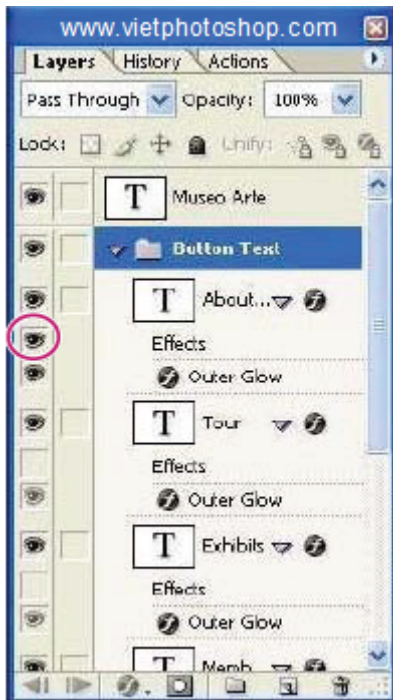 www.vietphotoshop.com
Layers History Actions
Pass Through Opacity: 100%
Lock: Unify:
T Museo Arte
Button Text
T About...
Effects
Outer Glow
T Tour
Effects
Outer Glow
T Exhibits
Effects
Outer Glow
T Memb